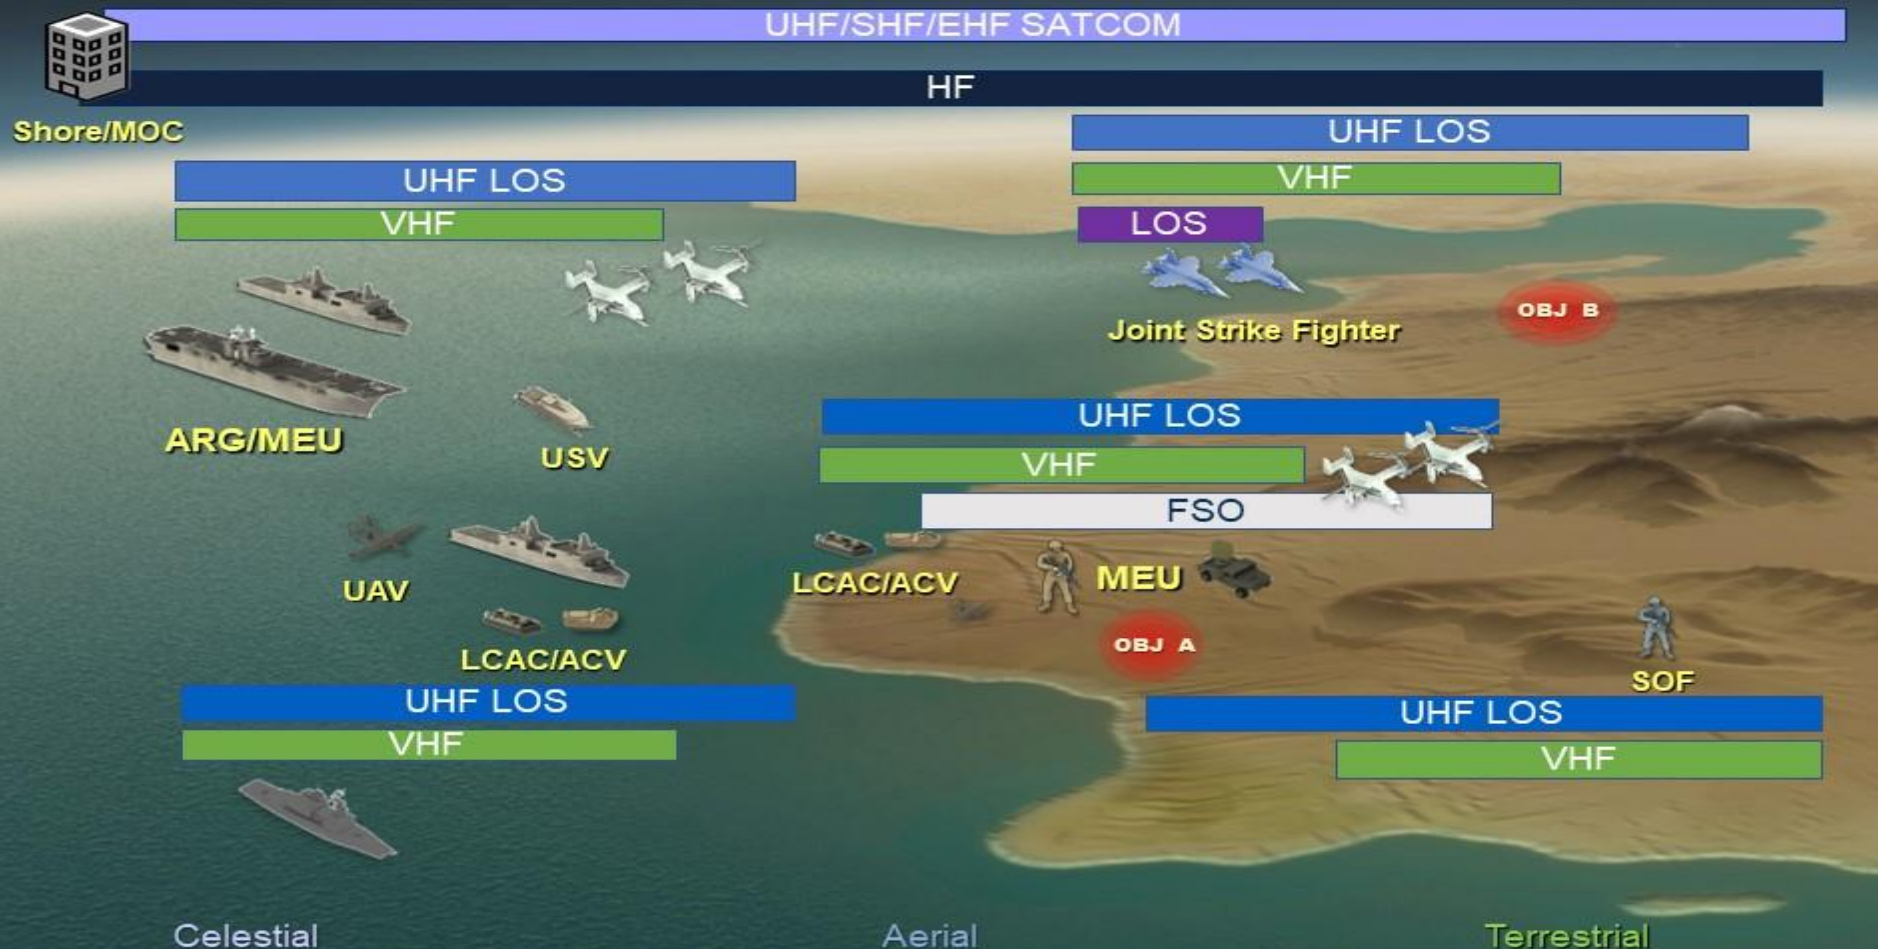 UHF/SHF/EHF SATCOM
HF
Shore/MOC
UHF LOS
UHF LOS
VHF
VHF
LOS
OBJ B
Joint Strike Fighter
UHF LOS
ARG/MEU
USV
VHF
FSO
UAV
LCAC/ACV
MEU
OBJ A
LCAC/ACV
SOF
UHF LOS
UHF LOS
VHF
VHF
Celestial
Aerial
Terrestrial